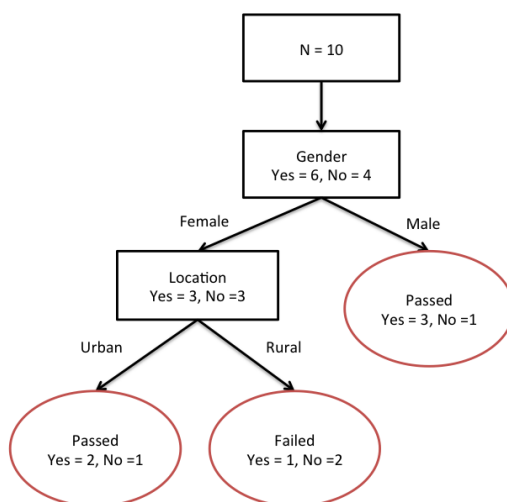 N = 10
Gender
Yes = 6, No = 4
Female
Male
Location
Yes = 3, No =3
Passed
Yes = 3, No =1
Urban
Rural
Passed
Yes = 2, No =1
Failed
Yes = 1, No =2